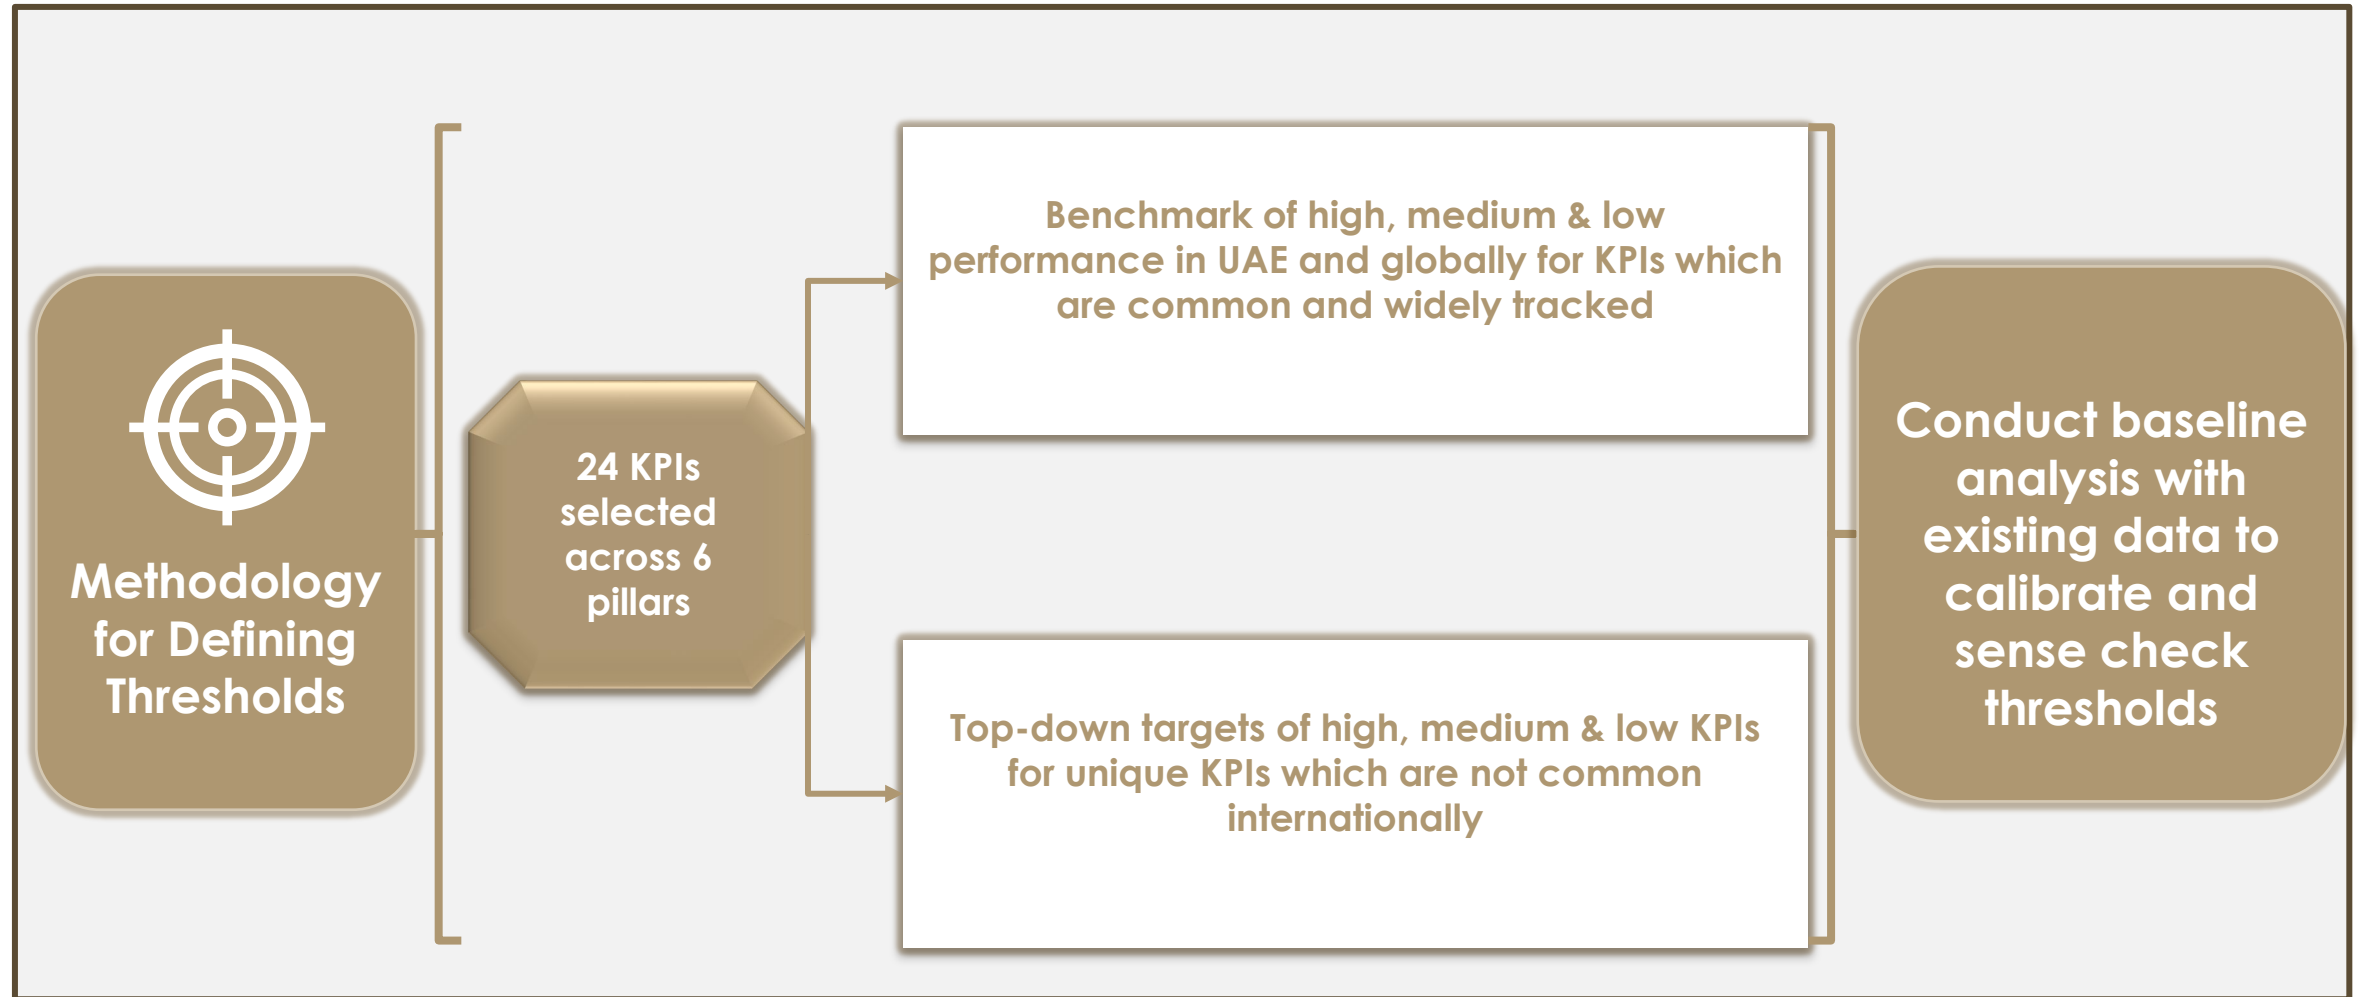 Methodology
for Defining
Thresholds
24 KPIs
selected
across 6
pillars
Benchmark of high, medium & low
performance in UAE and globally for KPIs which
are common and widely tracked
Top-down targets of high, medium & low KPIs
for unique KPIs which are not common
internationally
Conduct baseline
analysis with
existing data to
calibrate and
sense check
thresholds